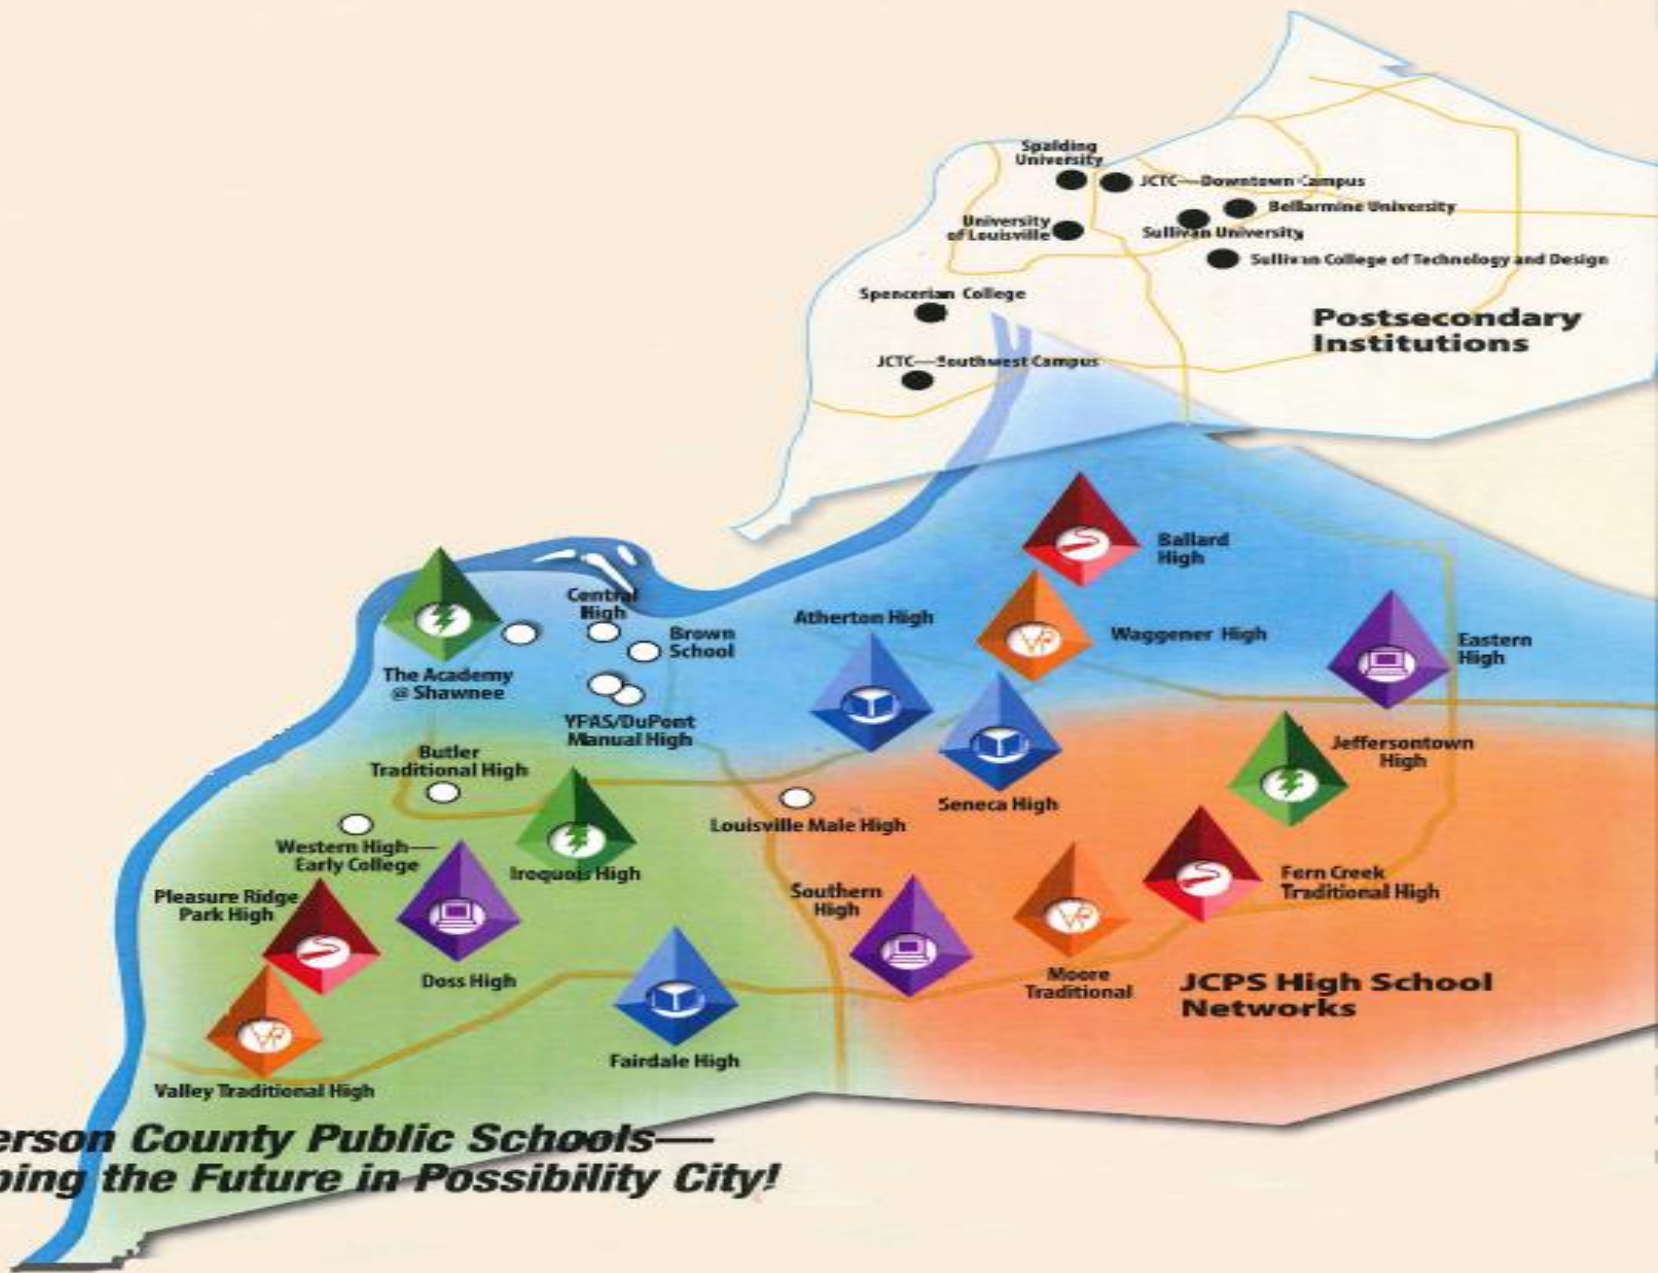 Spalding
University
JCTC—Downtown Campus
Bellarmine University
University
of Louisville
Sullivan University
Sullivan College of Technology and Design
Spencerian College
Postsecondary
Institutions
JCTC—Southwest Campus
Ballard
High
Central
High
Atherton High
Waggener High
Brown
School
Eastern
High
The Academy
@ Shawnee
YPAS/DuPont
Manual High
Butler
Traditional High
Jeffersontown
High
Seneca High
Louisville Male High
Western High—
Early College
Iroquois High
Fern Creek
Traditional High
Pleasure Ridge
Park High
Southern
High
Doss High
Moore
Traditional
JCPS High School
Networks
Fairdale High
Valley Traditional High
erson County Public Schools—
ping the Future in Possibility City!
VR
VR
VR